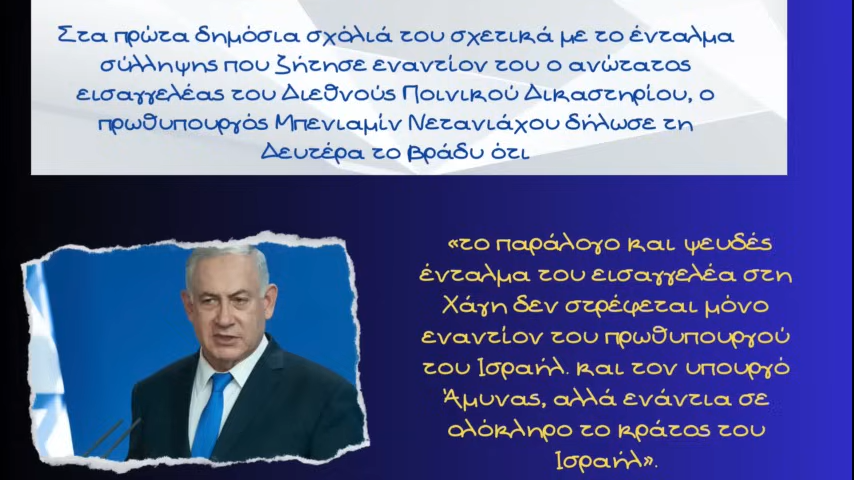 Στα πρώτα δημόσια σχόλιά του σχετικά με το ένταλμα
σύλληψης που ζήτησε εναντίον του ο ανώτατος
εισαγγελέας του Διεθνούς Ποινικού Δικαστηρίου, ο
πρωθυπουργός Μπενιαμίν Νετανιάχου δήλωσε τη
Δευτέρα το βράδυ ότι
«το παράλογο και ψευδές
ένταλμα του εισαγγελέα στη
Χάγη δεν στρέφεται μόνο
εναντίον του πρωθυπουργού
του Ισραήλ. και τον υπουργό
Άμυνας, αλλά ενάντια σε
ολόκληρο το κράτος του
Ισραήλ».